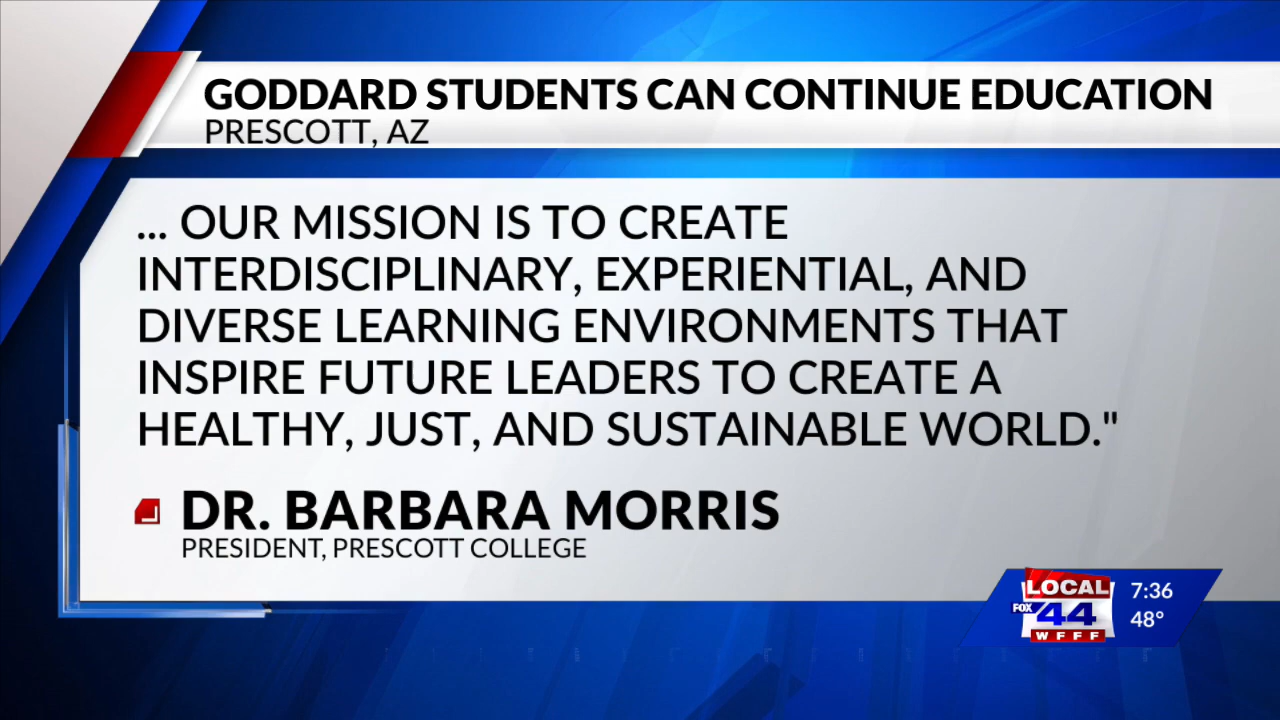 GODDARD STUDENTS CAN CONTINUE EDUCATION
PRESCOTT, AZ
... OUR MISSION IS TO CREATE
INTERDISCIPLINARY, EXPERIENTIAL, AND
DIVERSE LEARNING ENVIRONMENTS THAT
INSPIRE FUTURE LEADERS TO CREATE A
HEALTHY, JUST, AND SUSTAINABLE WORLD."
DR. BARBARA MORRIS
PRESIDENT, PRESCOTT COLLEGE
LOCAL
FOX 44
WFFF
7:36
48°